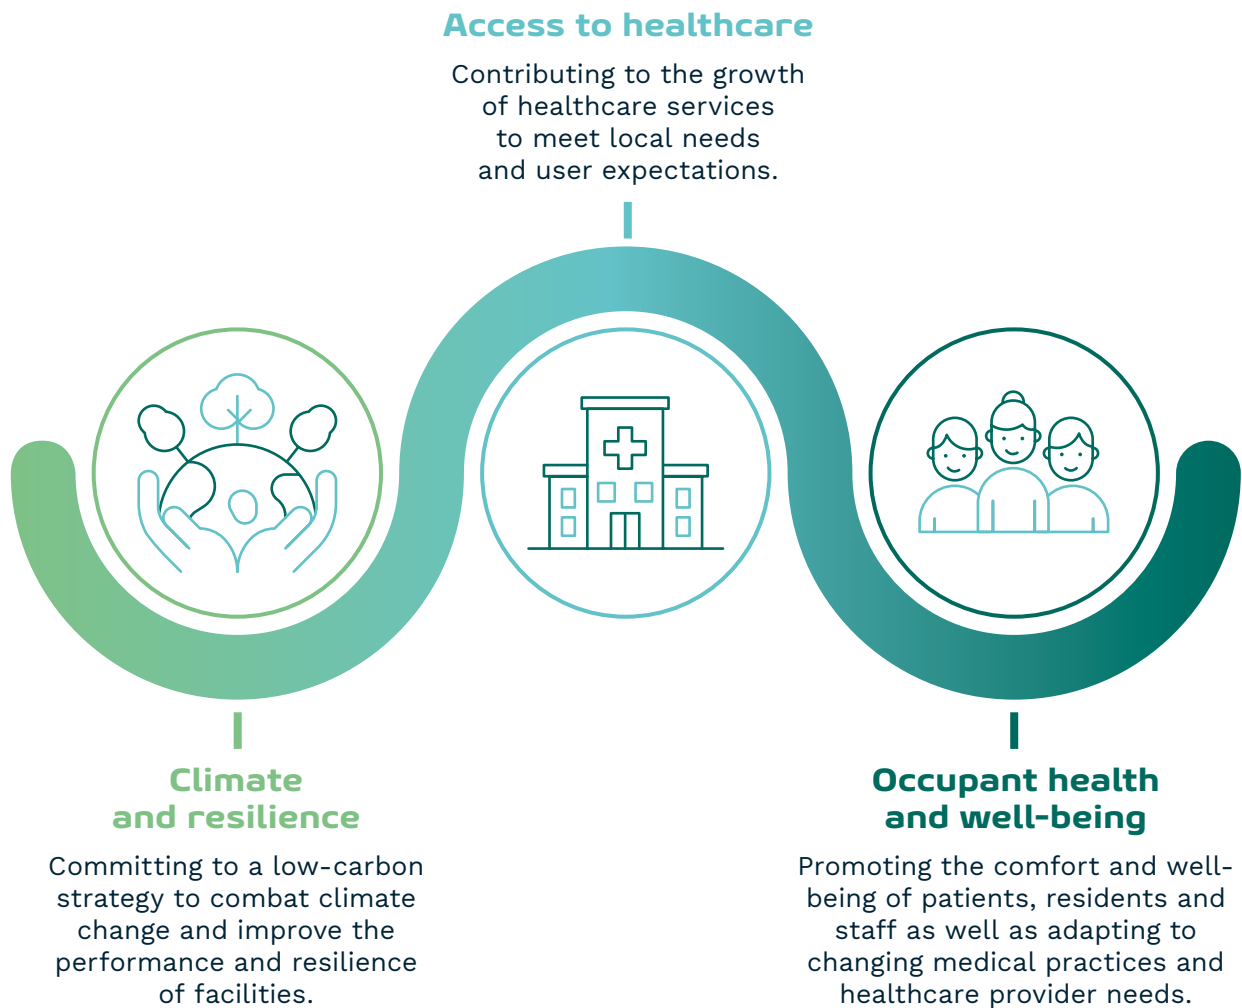 Access to healthcare
Contributing to the growth
of healthcare services
to meet local needs
and user expectations.
Climate
and resilience
Committing to a low-carbon
strategy to combat climate
change and improve the
performance and resilience
of facilities.
Occupant health
and well-being
Promoting the comfort and well-
being of patients, residents and
staff as well as adapting to
changing medical practices and
healthcare provider needs.